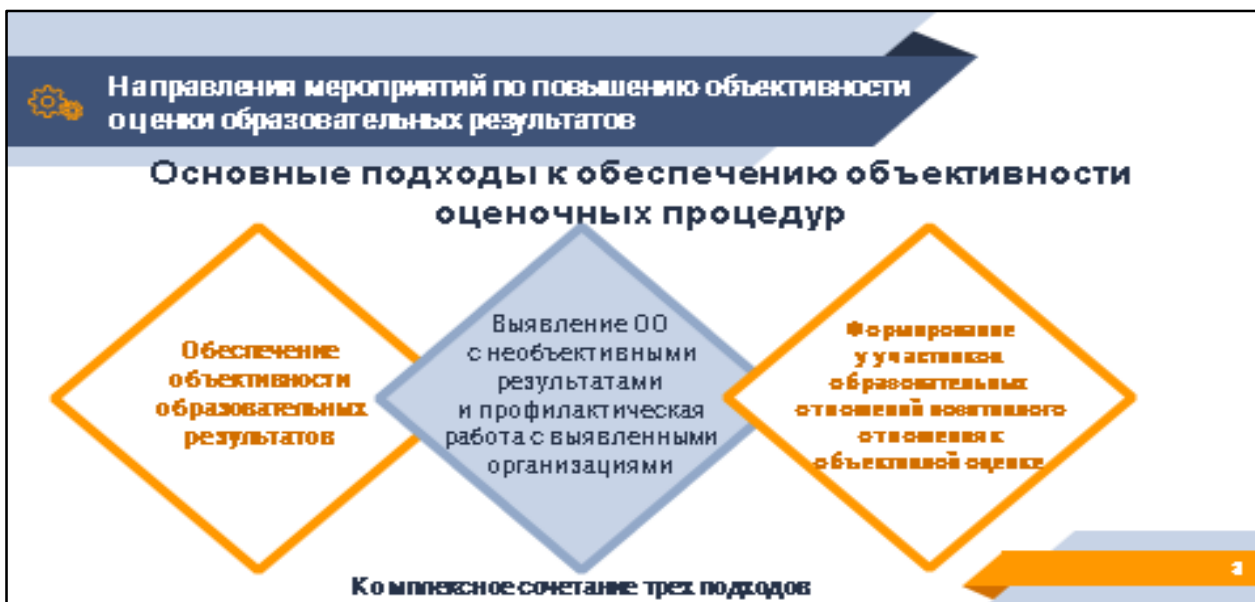 Направления мероприятий по повышению объективности
оценки образовательных результатов
Основные подходы к обеспечению объективности
оценочных процедур
Обеспечение
объективности
образовательных
результатов
Выявление ОО
с необъективными
результатами
и профилактическая
работа с выявленными
организациями
Формирование
у участников
образовательных
отношений позитивного
отношения к
объективной оценке
Комплексное сочетание трех подходов